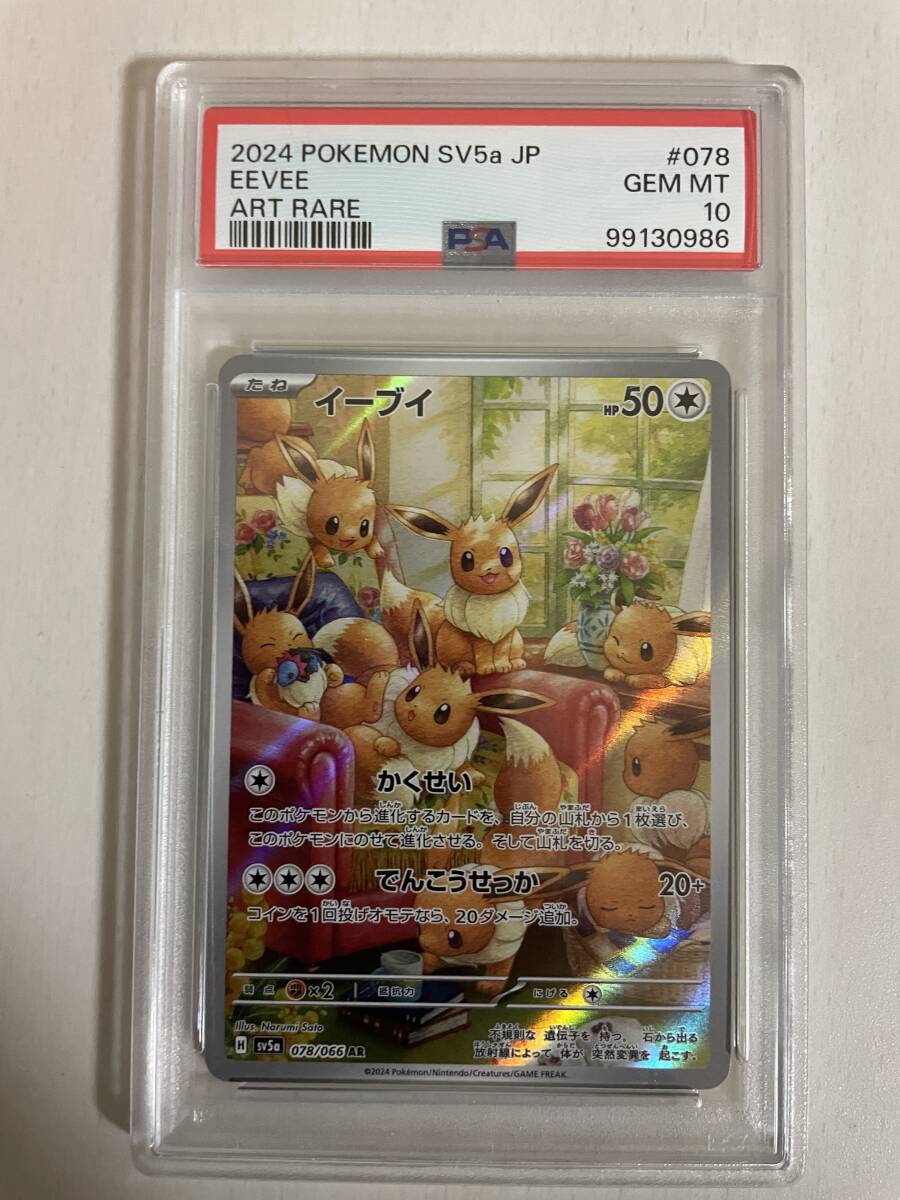 2024 POKEMON SV5a JP #078
EEVEE GEM MT
ART RARE 10
PSA 99130986
たね イーブイ HP50
かくせい
このポケモンから進化するカードを、自分の山札から1枚選び、
このポケモンにのせて進化させる。そして山札を切る。
でんこうせっか 20+
コインを1回投げオモテなら、20ダメージ追加。
弱点 ×2 抵抗力 にげる
Illus. Narumi Sato
H sv5a 078/066 AR
不規則な 遺伝子を 持つ。 石から出る
放射線によって 体が 突然変異を 起こす。
©2024 Pokémon/Nintendo/Creatures/GAME FREAK.